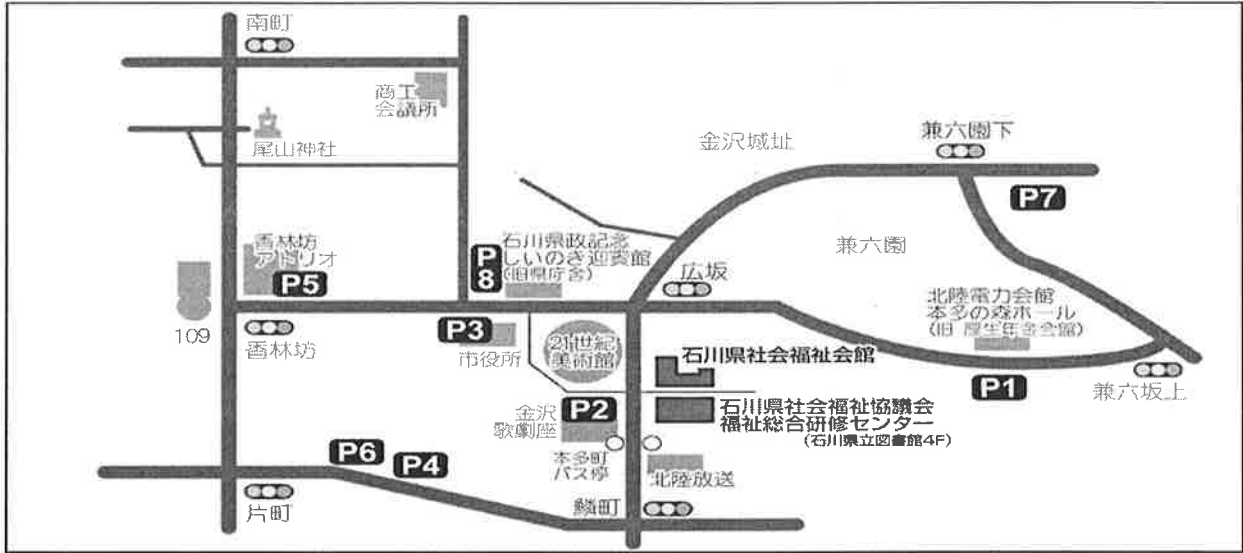 南町
商工
会議所
尾山神社
金沢城址
兼六園下
P7
香林坊
アトリオ
P5
P
8
石川県政記念
しいのき迎賓館
(旧県庁舎)
兼六園
広坂
北陸電力会館
本多の森ホール
(旧 厚生年金会館)
109
香林坊
P3
市役所
21世紀
美術館
石川県社会福祉会館
P1
兼六坂上
金沢
歌劇座
P2
石川県社会福祉協議会
福祉総合研修センター
(石川県立図書館4F)
本多町
バス停
北陸放送
P6
P4
片町
鱗町